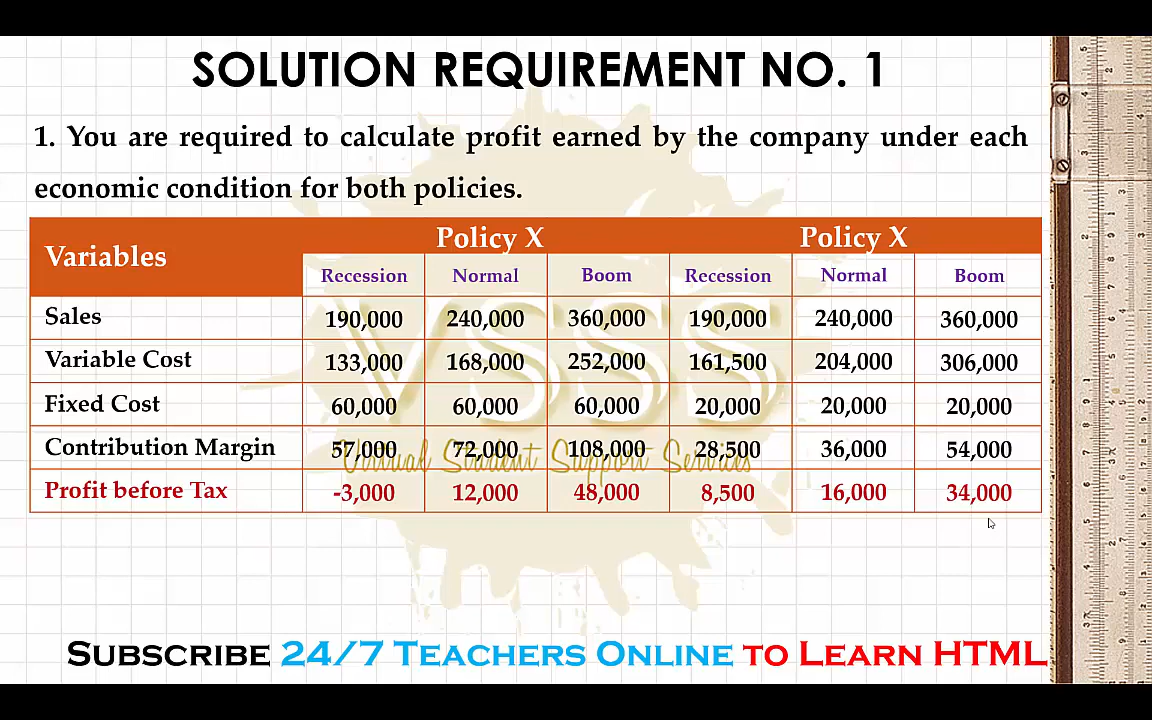 SOLUTION REQUIREMENT NO. 1
1. You are required to calculate profit earned by the company under each
economic condition for both policies.
Variables Policy X Policy X
Recession Normal Boom Recession Normal Boom
Sales 190,000 240,000 360,000 190,000 240,000 360,000
Variable Cost 133,000 168,000 252,000 161,500 204,000 306,000
Fixed Cost 60,000 60,000 60,000 20,000 20,000 20,000
Contribution Margin 57,000 72,000 108,000 28,500 36,000 54,000
Profit before Tax -3,000 12,000 48,000 8,500 16,000 34,000
VSSS
Virtual Student Support Services
SUBSCRIBE 24/7 TEACHERS ONLINE TO LEARN HTML